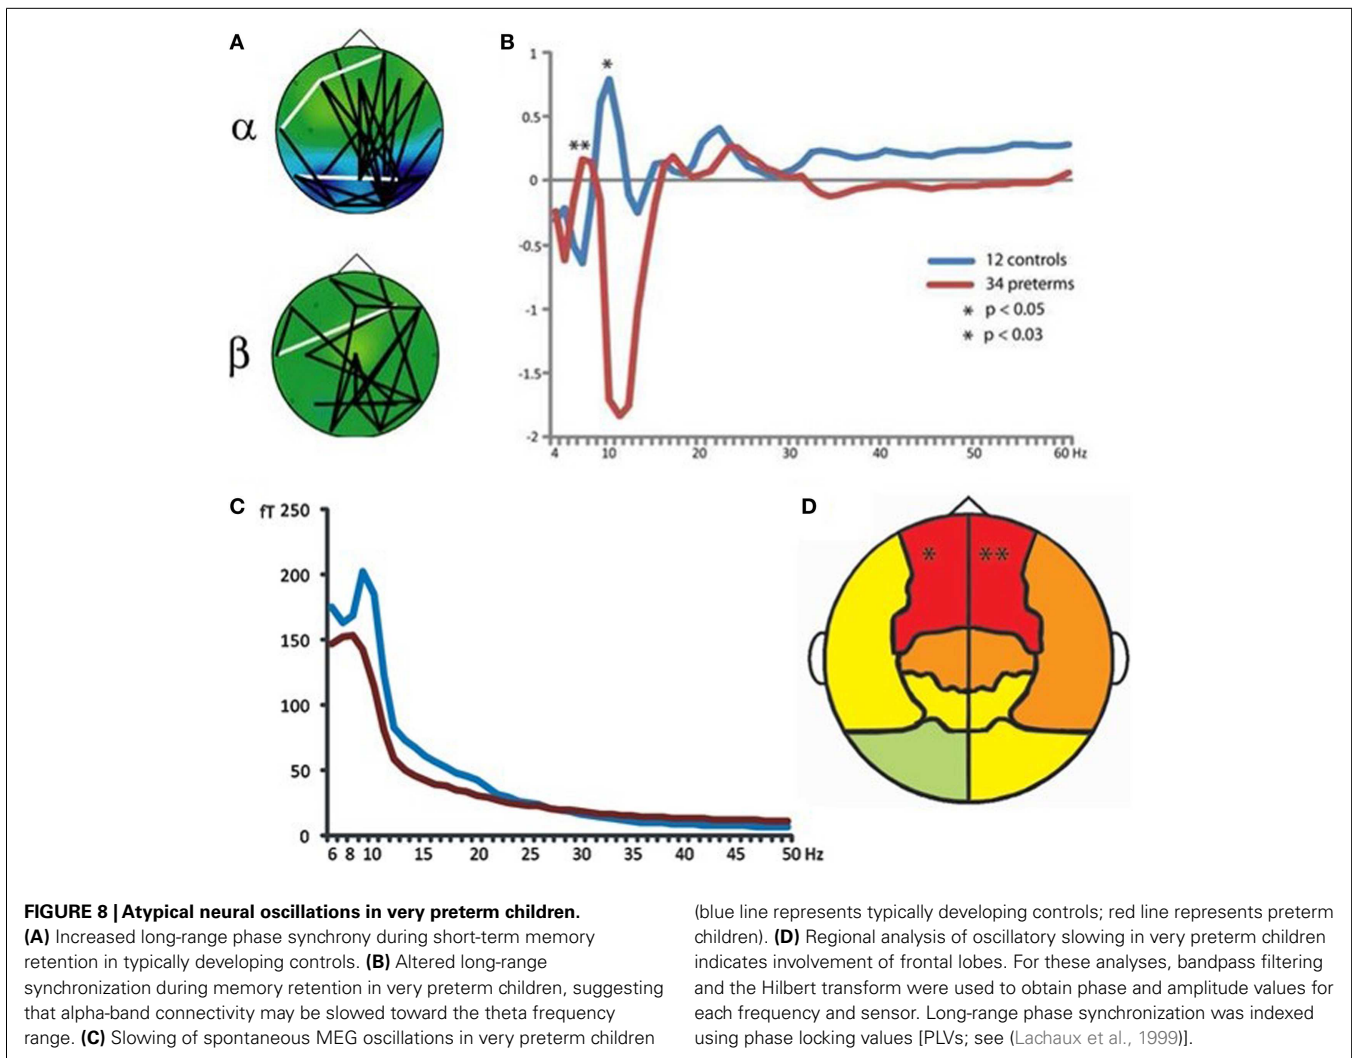 A
α
β
B
1
0.5
0
-0.5
-1
-1.5
-2
*
**
12 controls
34 preterms
* p < 0.05
* p < 0.03
4 10 20 30 40 50 60 Hz
C
fT 250
200
150
100
50
0
6 8 10 15 20 25 30 35 40 45 50 Hz
D
* **
FIGURE 8 | Atypical neural oscillations in very preterm children.
(A) Increased long-range phase synchrony during short-term memory
retention in typically developing controls. (B) Altered long-range
synchronization during memory retention in very preterm children, suggesting
that alpha-band connectivity may be slowed toward the theta frequency
range. (C) Slowing of spontaneous MEG oscillations in very preterm children
(blue line represents typically developing controls; red line represents preterm
children). (D) Regional analysis of oscillatory slowing in very preterm children
indicates involvement of frontal lobes. For these analyses, bandpass filtering
and the Hilbert transform were used to obtain phase and amplitude values for
each frequency and sensor. Long-range phase synchronization was indexed
using phase locking values [PLVs; see (Lachaux et al., 1999)].